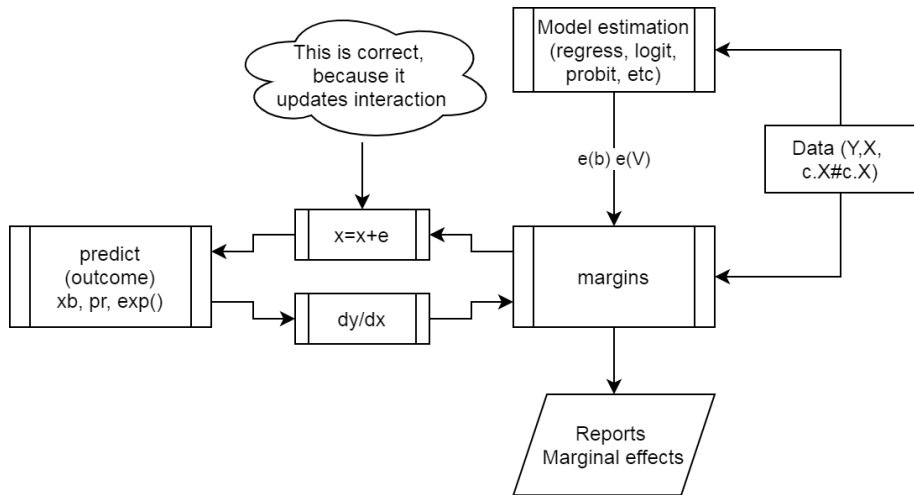 Model estimation
(regress, logit,
probit, etc)
This is correct,
because it
updates interaction
Data (Y,X,
c.X#c.X)
e(b) e(V)
x=x+e
predict
(outcome)
xb, pr, exp()
margins
dy/dx
Reports
Marginal effects